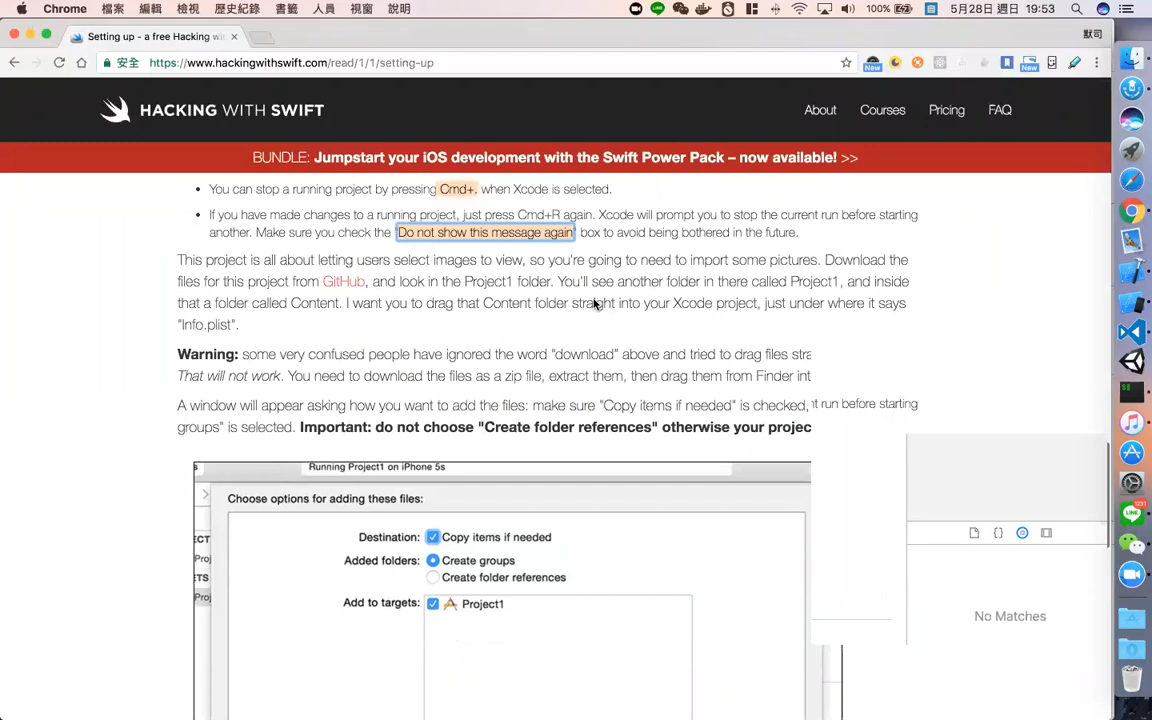 Chrome 檔案 編輯 檢視 歷史紀錄 書籤 人員 視窗 說明 100% 5月28日 週日 19:53
Setting up - a free Hacking wi 默司
安全 https://www.hackingwithswift.com/read/1/1/setting-up New New
HACKING WITH SWIFT About Courses Pricing FAQ
BUNDLE: Jumpstart your iOS development with the Swift Power Pack – now available! >>
• You can stop a running project by pressing Cmd+. when Xcode is selected.
• If you have made changes to a running project, just press Cmd+R again. Xcode will prompt you to stop the current run before starting
another. Make sure you check the "Do not show this message again" box to avoid being bothered in the future.
This project is all about letting users select images to view, so you're going to need to import some pictures. Download the
files for this project from GitHub, and look in the Project1 folder. You'll see another folder in there called Project1, and inside
that a folder called Content. I want you to drag that Content folder straight into your Xcode project, just under where it says
"Info.plist".
Warning: some very confused people have ignored the word "download" above and tried to drag files stra
That will not work. You need to download the files as a zip file, extract them, then drag them from Finder int
A window will appear asking how you want to add the files: make sure "Copy items if needed" is checked, nt run before starting
groups" is selected. Important: do not choose "Create folder references" otherwise your projec
Running Project1 on iPhone 5s
Choose options for adding these files:
Destination: Copy items if needed
ECT
Proj
Added folders: Create groups
ETS
Create folder references
Proj
Add to targets: Project1
No Matches
1231